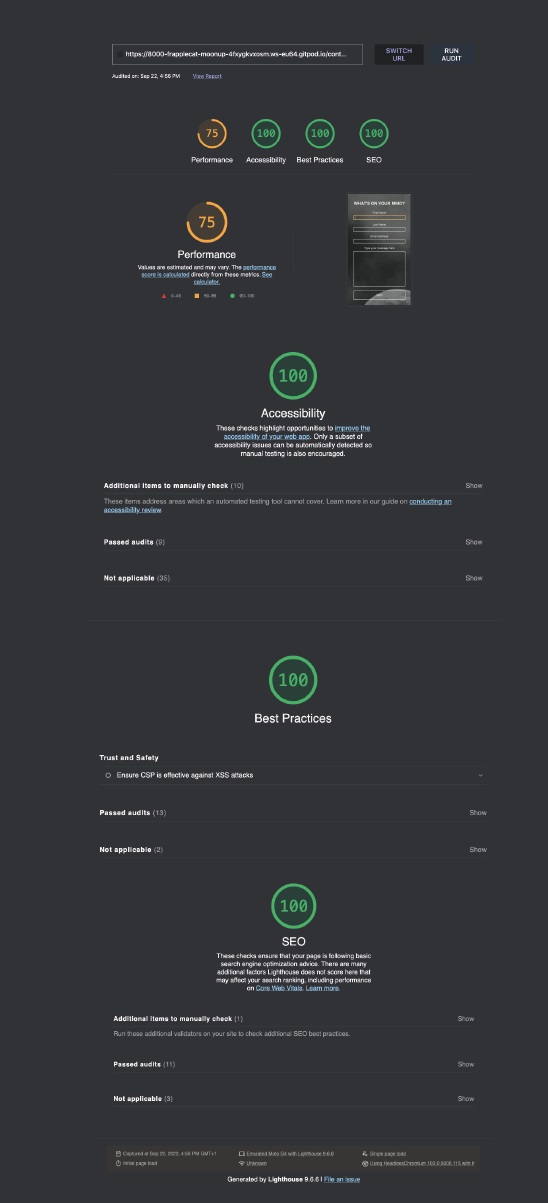 https://8000-frapplecat-moonup-4fxygkvxosm.ws-eu64.gitpod.io/cont...
SWITCH
URL
RUN
AUDIT
Audited on: Sep 22, 4:56 PM
View Report
75
100
100
100
Performance
Accessibility
Best Practices
SEO
75
Performance
Values are estimated and may vary. The performance
score is calculated directly from these metrics. See
calculator.
0–49
50–89
90–100
WHAT'S ON YOUR MIND?
First Name
Last Name
Email Address
Type your message here
100
Accessibility
These checks highlight opportunities to improve the
accessibility of your web app. Only a subset of
accessibility issues can be automatically detected so
manual testing is also encouraged.
Additional items to manually check (10)
Show
These items address areas which an automated testing tool cannot cover. Learn more in our guide on conducting an
accessibility review.
Passed audits (9)
Show
Not applicable (35)
Show
100
Best Practices
Trust and Safety
Ensure CSP is effective against XSS attacks
Passed audits (13)
Show
Not applicable (2)
Show
100
SEO
These checks ensure that your page is following basic
search engine optimization advice. There are many
additional factors Lighthouse does not score here that
may affect your search ranking, including performance
on Core Web Vitals. Learn more.
Additional items to manually check (1)
Show
Run these additional validators on your site to check additional SEO best practices.
Passed audits (11)
Show
Not applicable (3)
Show
Captured at Sep 22, 2022, 4:56 PM GMT+1
Emulated Moto G4 with Lighthouse 9.6.6
Single page load
Initial page load
Unknown
Using HeadlessChromium 103.0.5005.115 with lr
Generated by Lighthouse 9.6.6 | File an issue